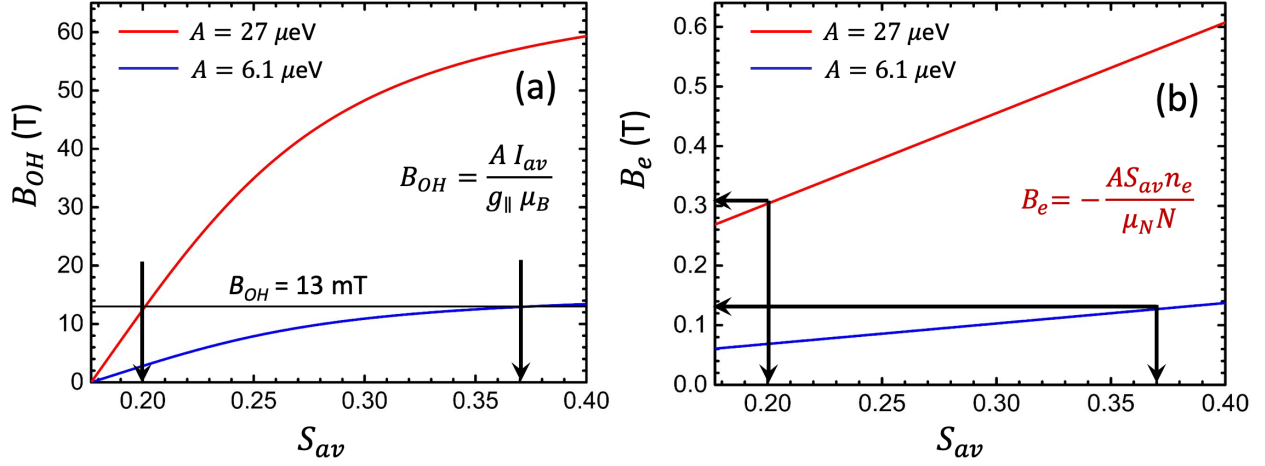 A = 27 μeV
A = 6.1 μeV
(a)
B_OH = A I_av / g_∥ μ_B
B_OH = 13 mT
B_OH (T)
60
50
40
30
20
10
0
0.20 0.25 0.30 0.35 0.40
S_av
A = 27 μeV
A = 6.1 μeV
(b)
B_e = − A S_av n_e / μ_N N
B_e (T)
0.6
0.5
0.4
0.3
0.2
0.1
0.0
0.20 0.25 0.30 0.35 0.40
S_av